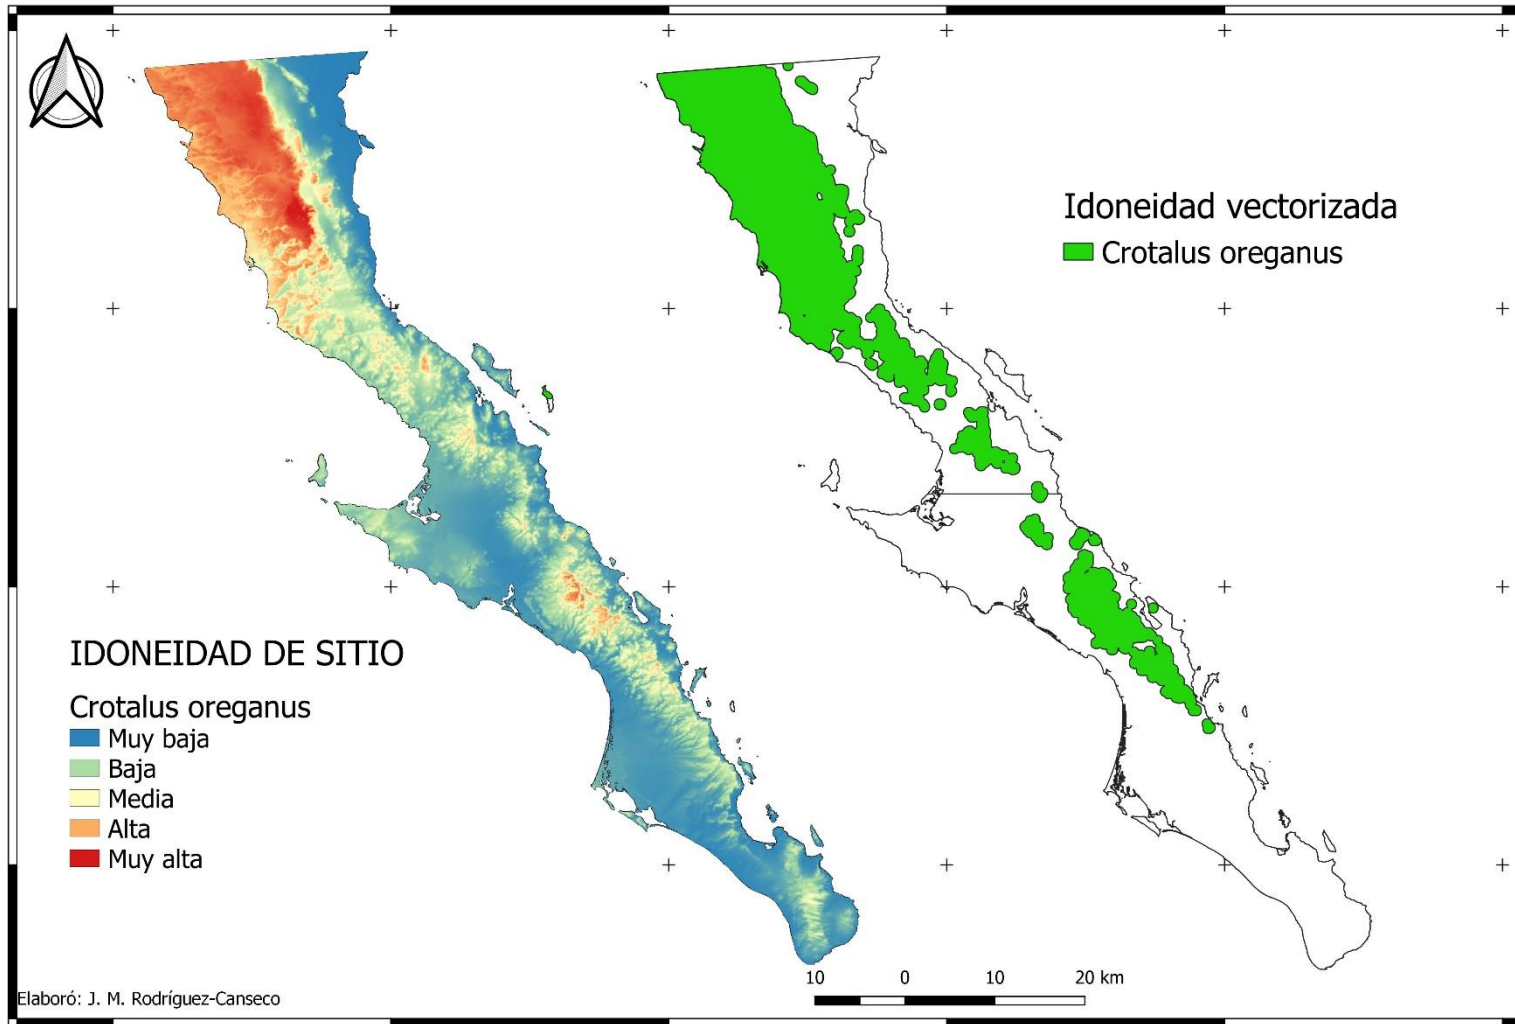 Idoneidad vectorizada
Crotalus oreganus
IDONEIDAD DE SITIO
Crotalus oreganus
Muy baja
Baja
Media
Alta
Muy alta
10 0 10 20 km
Elaboró: J. M. Rodríguez-Canseco